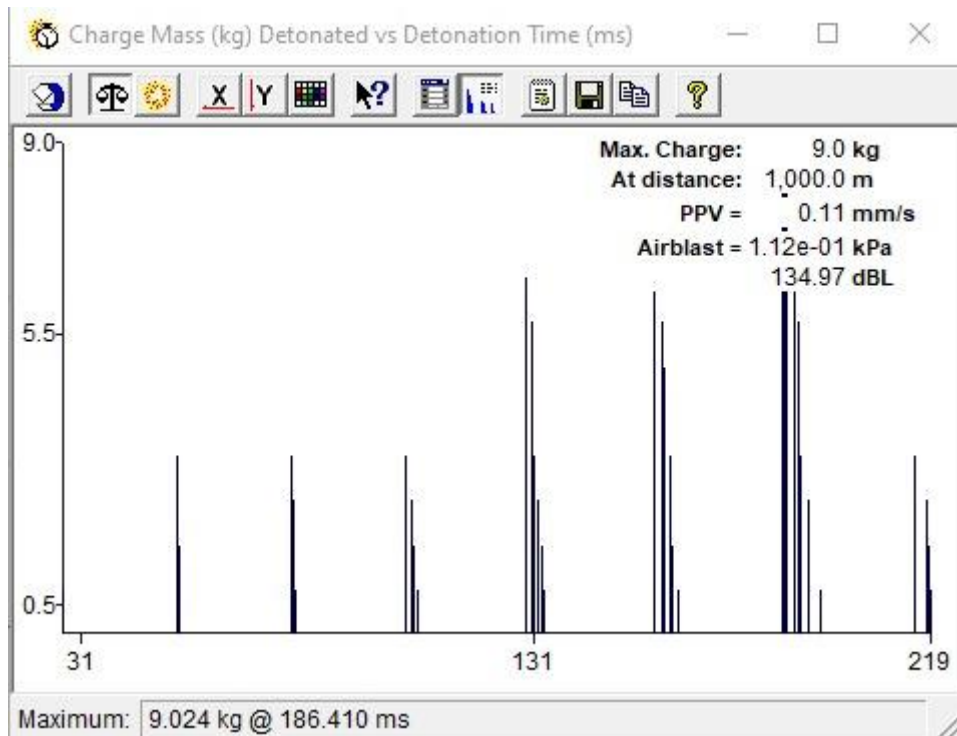 Charge Mass (kg) Detonated vs Detonation Time (ms)
X Y ? ?
9.0
Max. Charge: 9.0 kg
At distance: 1,000.0 m
PPV = 0.11 mm/s
Airblast = 1.12e-01 kPa
134.97 dBL
5.5
0.5
31 131 219
Maximum: 9.024 kg @ 186.410 ms